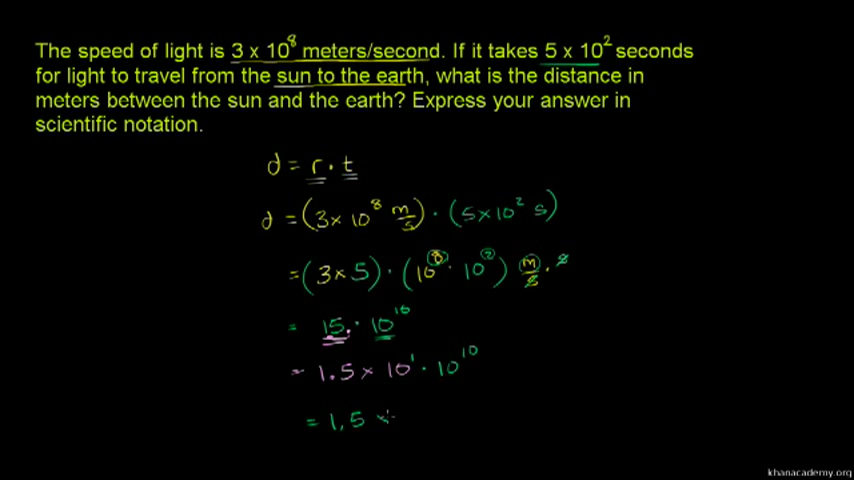 The speed of light is 3 x 10⁸ meters/second. If it takes 5 x 10² seconds
for light to travel from the sun to the earth, what is the distance in
meters between the sun and the earth? Express your answer in
scientific notation.
d = r · t
d = (3 × 10⁸ m/s) · (5 × 10² s)
= (3 × 5) · (10⁸ · 10²) m/s · s
= 15. · 10¹⁰
= 1.5 × 10¹ · 10¹⁰
= 1.5 ×
khanacademy.org